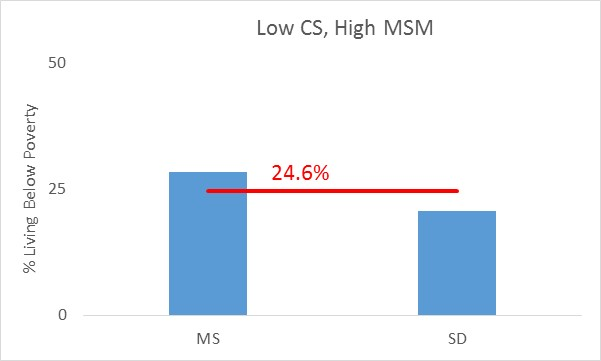 Low CS, High MSM
% Living Below Poverty
50
25
0
24.6%
MS
SD